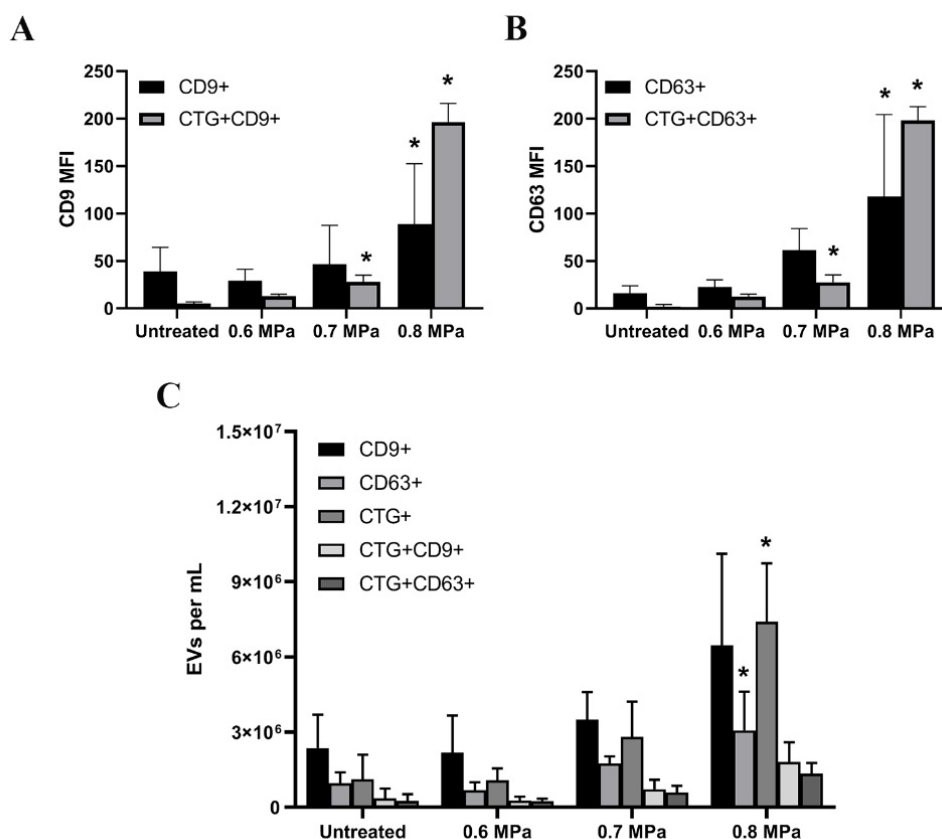 A
250
200
150
100
50
0
CD9 MFI
CD9+
CTG+CD9+
*
*
*
Untreated 0.6 MPa 0.7 MPa 0.8 MPa
B
250
200
150
100
50
0
CD63 MFI
CD63+
CTG+CD63+
*
*
*
Untreated 0.6 MPa 0.7 MPa 0.8 MPa
C
1.5×10⁷
1.2×10⁷
9×10⁶
6×10⁶
3×10⁶
0
EVs per mL
CD9+
CD63+
CTG+
CTG+CD9+
CTG+CD63+
*
*
Untreated 0.6 MPa 0.7 MPa 0.8 MPa